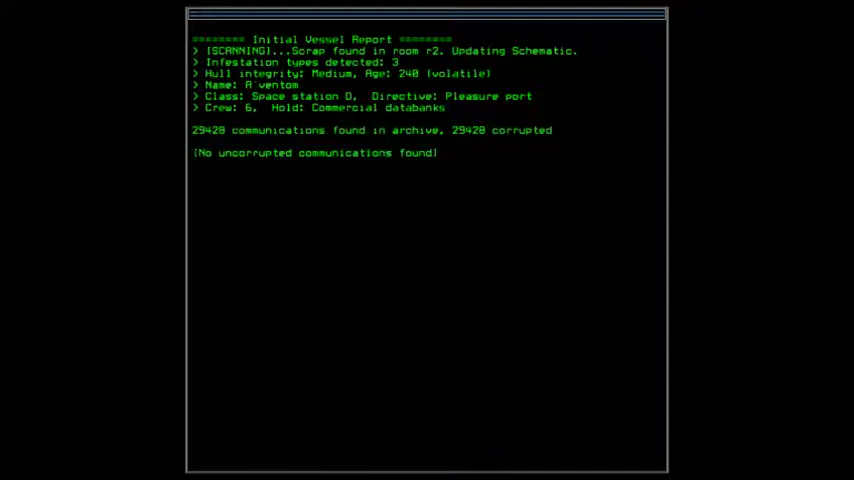 ======== Initial Vessel Report ========
> [SCANNING]...Scrap found in room r2. Updating Schematic.
> Infestation types detected: 3
> Hull integrity: Medium, Age: 240 (volatile)
> Name: A'ventom
> Class: Space station D, Directive: Pleasure port
> Crew: 6, Hold: Commercial databanks
29428 communications found in archive, 29428 corrupted
[No uncorrupted communications found]